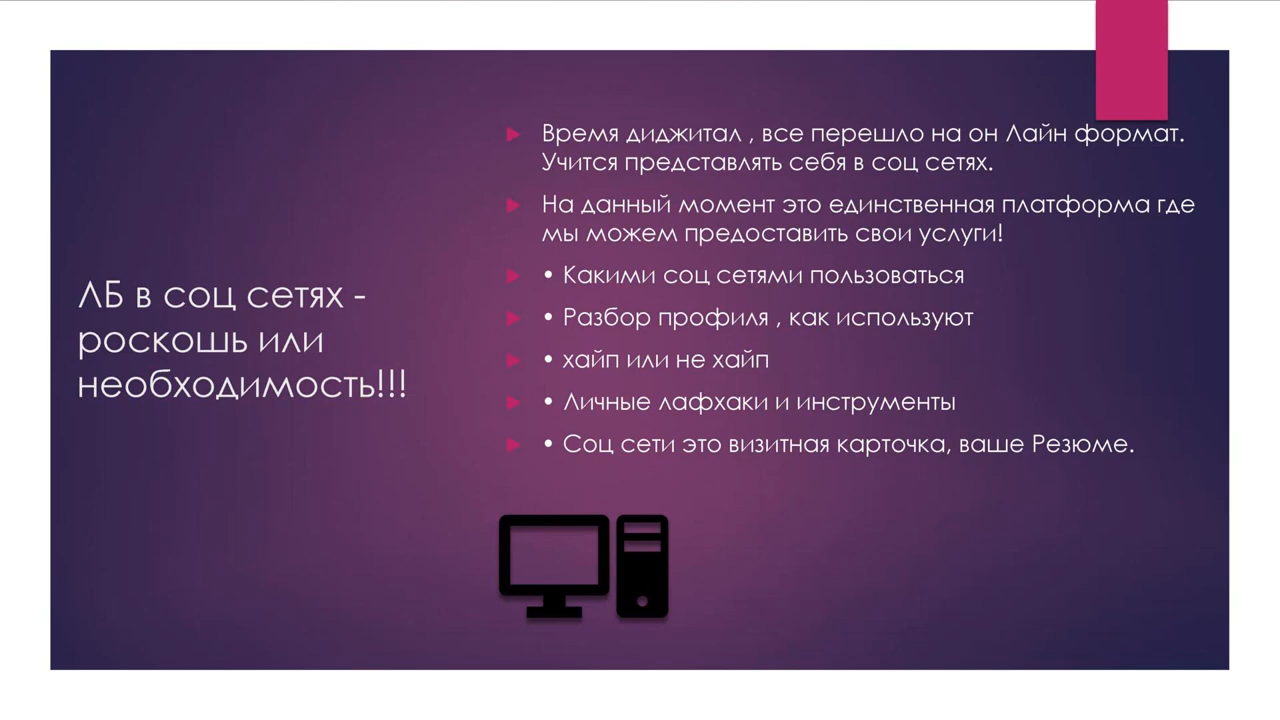 ЛБ в соц сетях -
роскошь или
необходимость!!!
Время диджитал , все перешло на он Лайн формат.
Учится представлять себя в соц сетях.
На данный момент это единственная платформа где
мы можем предоставить свои услуги!
• Какими соц сетями пользоваться
• Разбор профиля , как используют
• хайп или не хайп
• Личные лафхаки и инструменты
• Соц сети это визитная карточка, ваше Резюме.